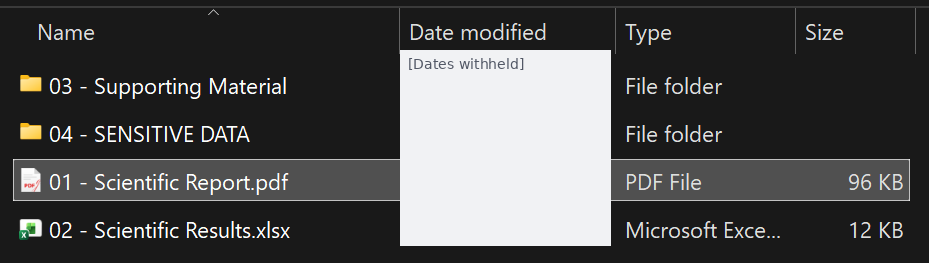 Name Date modified Type Size
[Dates withheld]
03 - Supporting Material File folder
04 - SENSITIVE DATA File folder
01 - Scientific Report.pdf PDF File 96 KB
02 - Scientific Results.xlsx Microsoft Exce... 12 KB